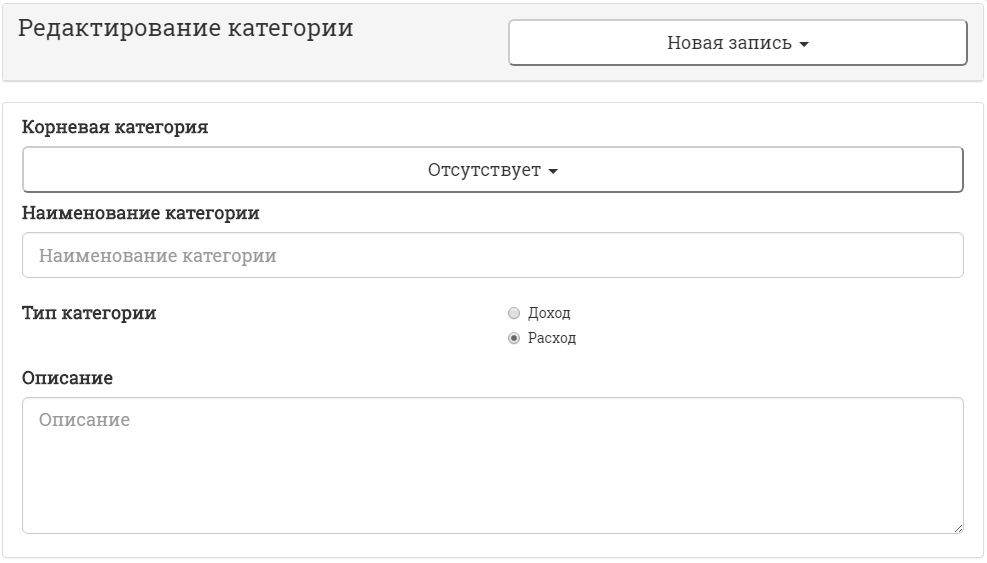 Редактирование категории
Новая запись
Корневая категория
Отсутствует
Наименование категории
Наименование категории
Тип категории
Доход
Расход
Описание
Описание